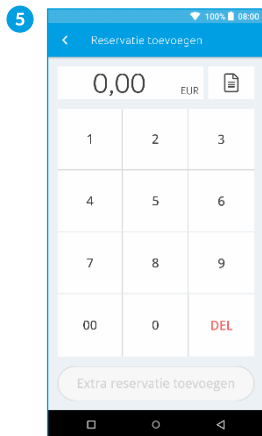 5
100% 08:00
Reservatie toevoegen
0,00 EUR
1 2 3
4 5 6
7 8 9
00 0 DEL
Extra reservatie toevoegen